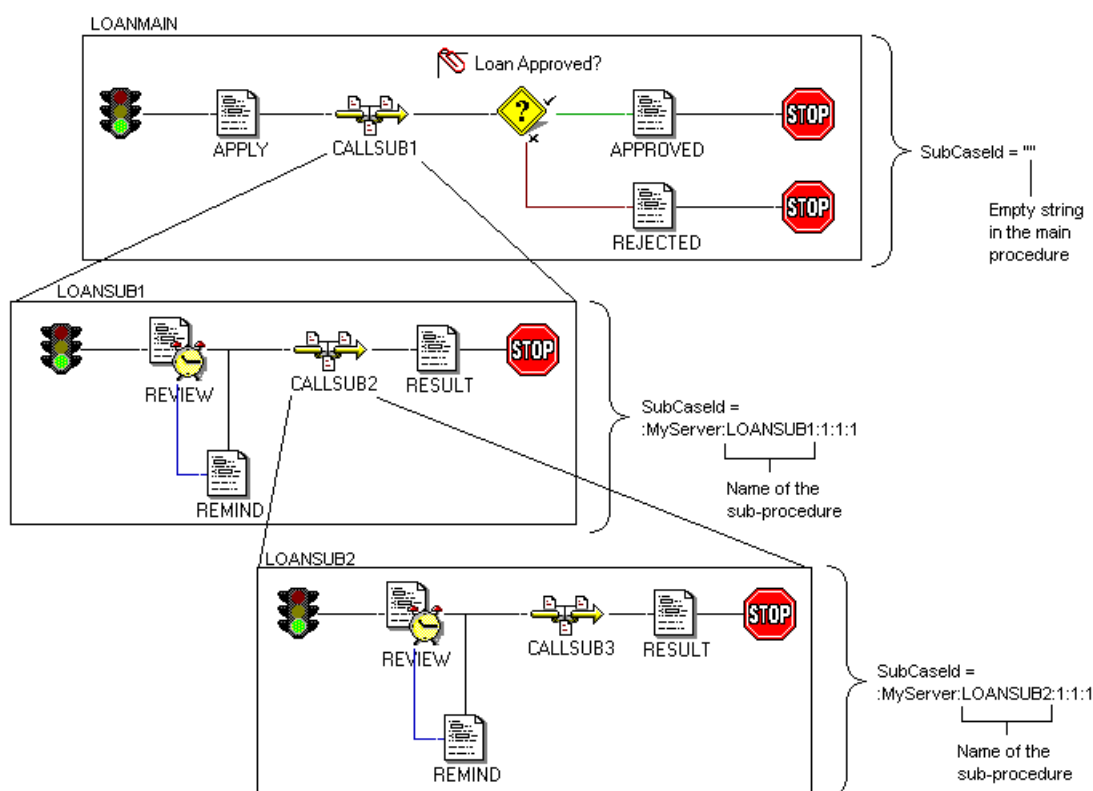 LOANMAIN
Loan Approved?
?
APPLY
CALLSUB1
APPROVED
STOP
REJECTED
STOP
SubCaseId = ""
Empty string
in the main
procedure
LOANSUB1
REVIEW
CALLSUB2
RESULT
STOP
REMIND
SubCaseId =
:MyServer:LOANSUB1:1:1:1
Name of the
sub-procedure
LOANSUB2
REVIEW
CALLSUB3
RESULT
STOP
REMIND
SubCaseId =
:MyServer:LOANSUB2:1:1:1
Name of the
sub-procedure